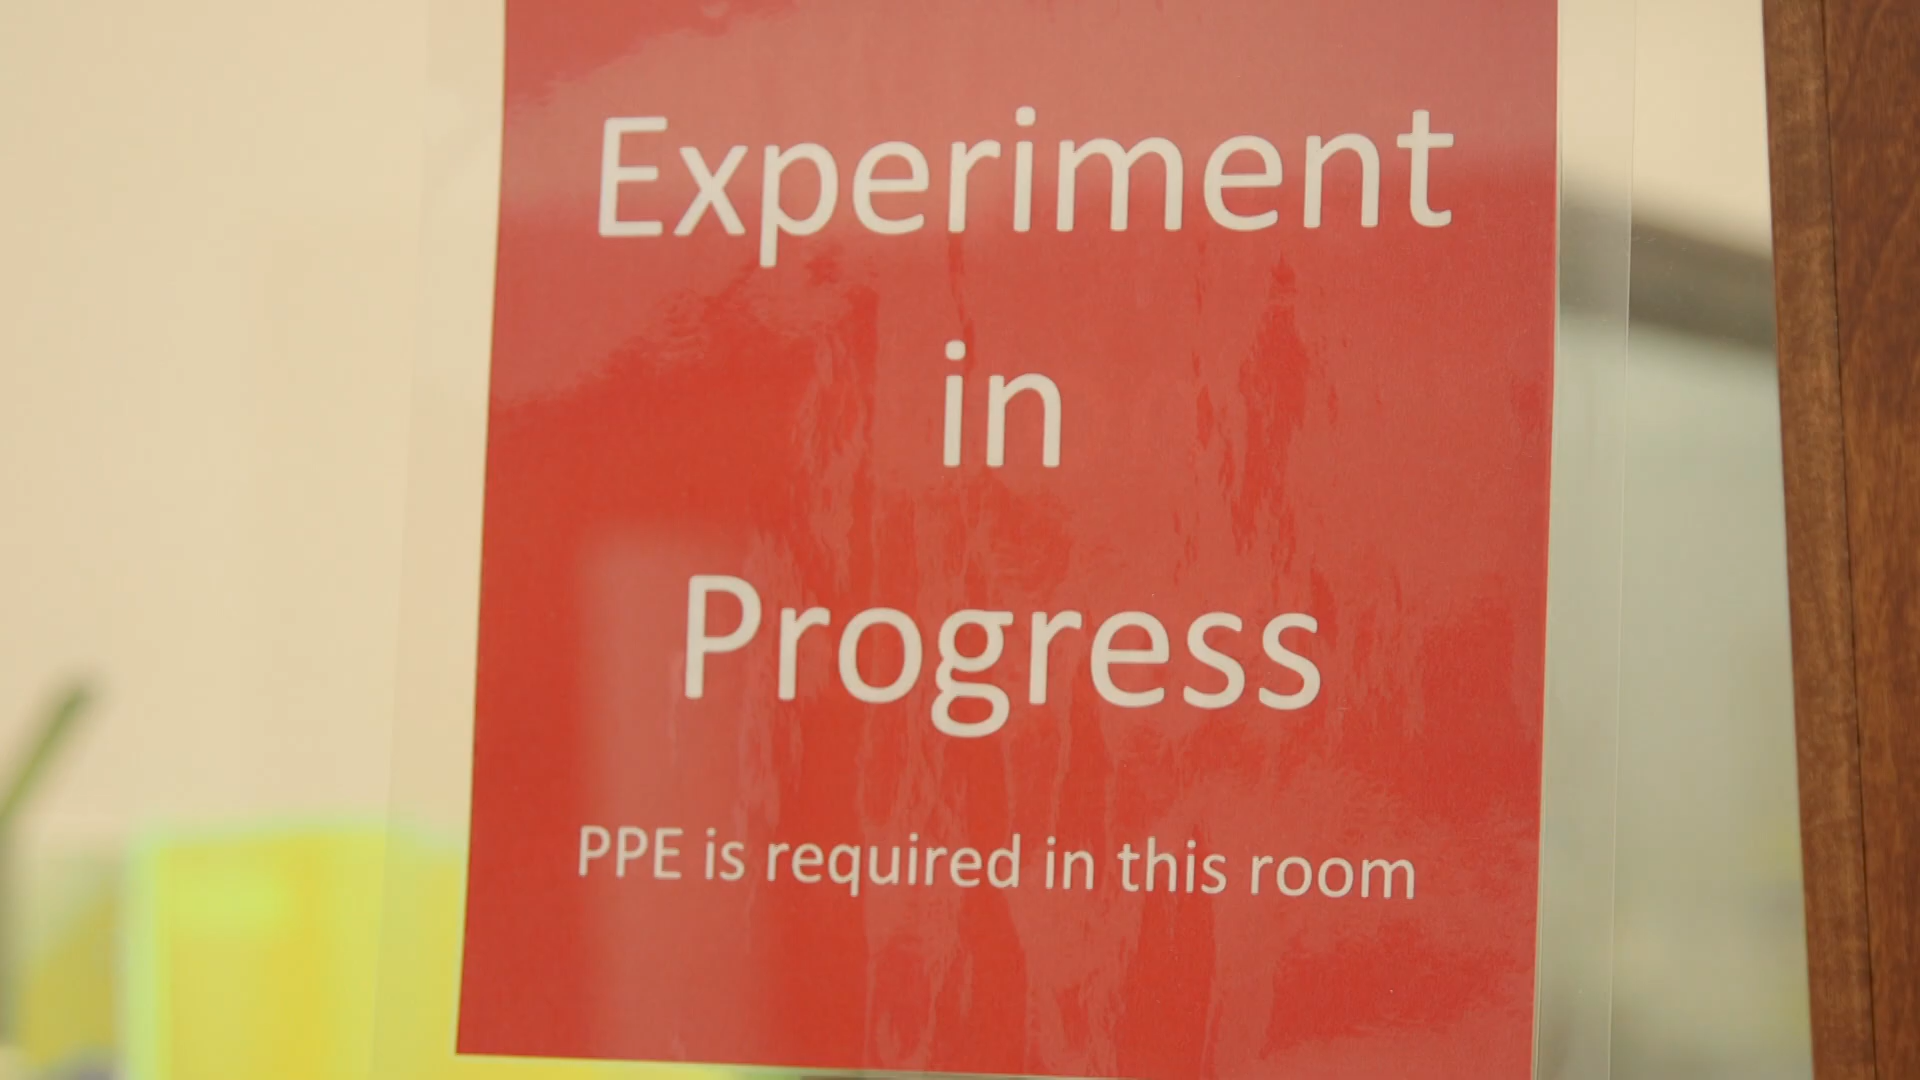 Experiment
in
Progress
PPE is required in this room